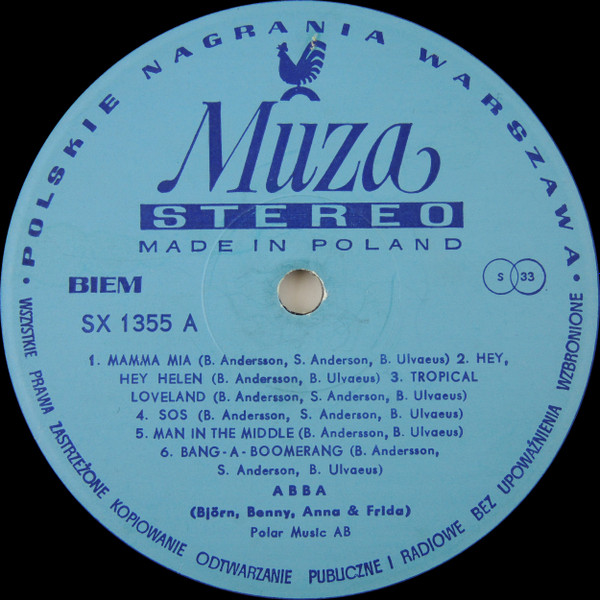 • POLSKIE NAGRANIA WARSZAWA •
Muza
STEREO
MADE IN POLAND
BIEM
S 33
SX 1355 A
1. MAMMA MIA (B. Andersson, S. Anderson, B. Ulvaeus) 2. HEY,
HEY HELEN (B. Andersson, B. Ulvaeus) 3. TROPICAL
LOVELAND (B. Andersson, S. Anderson, B. Ulvaeus)
4. SOS (B. Andersson, S. Anderson, B. Ulvaeus)
5. MAN IN THE MIDDLE (B. Andersson, B. Ulvaeus)
6. BANG-A-BOOMERANG (B. Andersson,
S. Anderson, B. Ulvaeus)
ABBA
(Björn, Benny, Anna & Frida)
Polar Music AB
WSZYSTKIE PRAWA ZASTRZEŻONE KOPIOWANIE ODTWARZANIE PUBLICZNE I RADIOWE BEZ UPOWAŻNIENIA WZBRONIONE